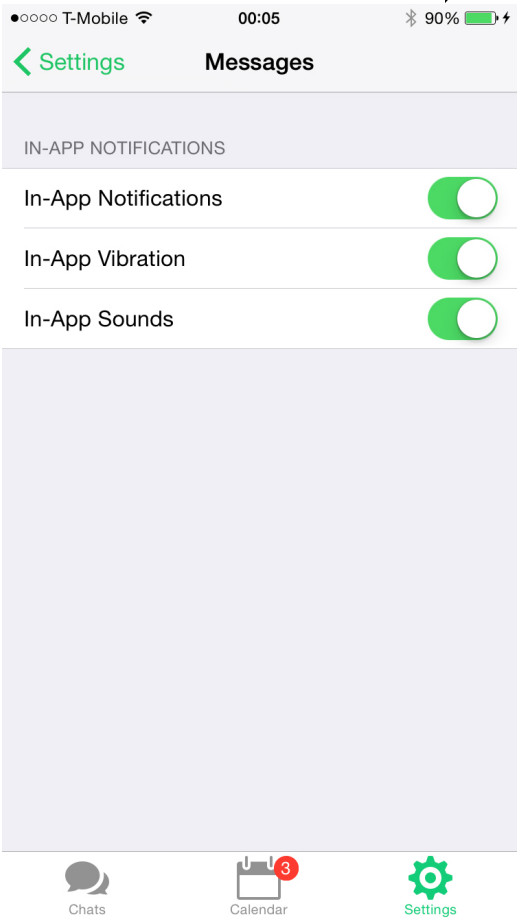 T-Mobile 00:05 90%
Settings Messages
IN-APP NOTIFICATIONS
In-App Notifications
In-App Vibration
In-App Sounds
3
Chats Calendar Settings